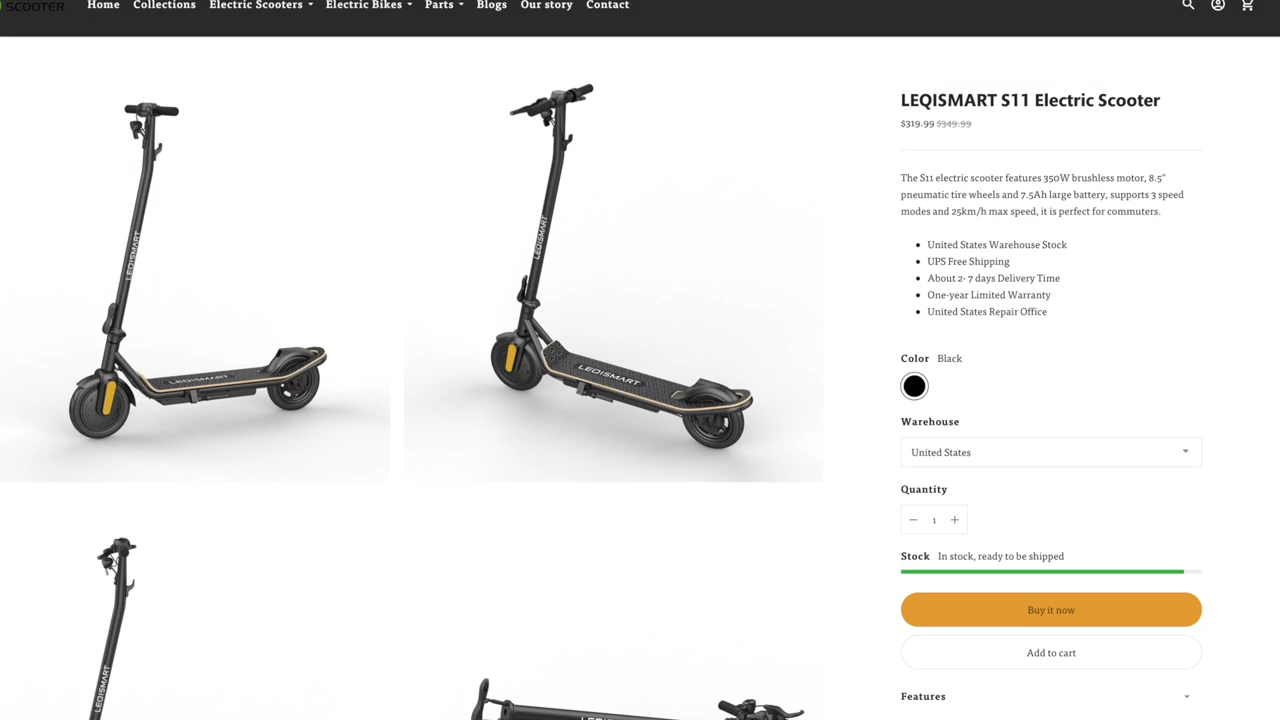 SCOOTER
Home Collections Electric Scooters Electric Bikes Parts Blogs Our story Contact
LEQISMART S11 Electric Scooter
$319.99 $349.99
The S11 electric scooter features 350W brushless motor, 8.5"
pneumatic tire wheels and 7.5Ah large battery, supports 3 speed
modes and 25km/h max speed, it is perfect for commuters.
United States Warehouse Stock
UPS Free Shipping
About 2- 7 days Delivery Time
One-year Limited Warranty
United States Repair Office
Color Black
Warehouse
United States
Quantity
1
Stock In stock, ready to be shipped
Buy it now
Add to cart
Features
LEQISMART
LEQISMART
LEQISMART
LEQISMART
LEQISMART